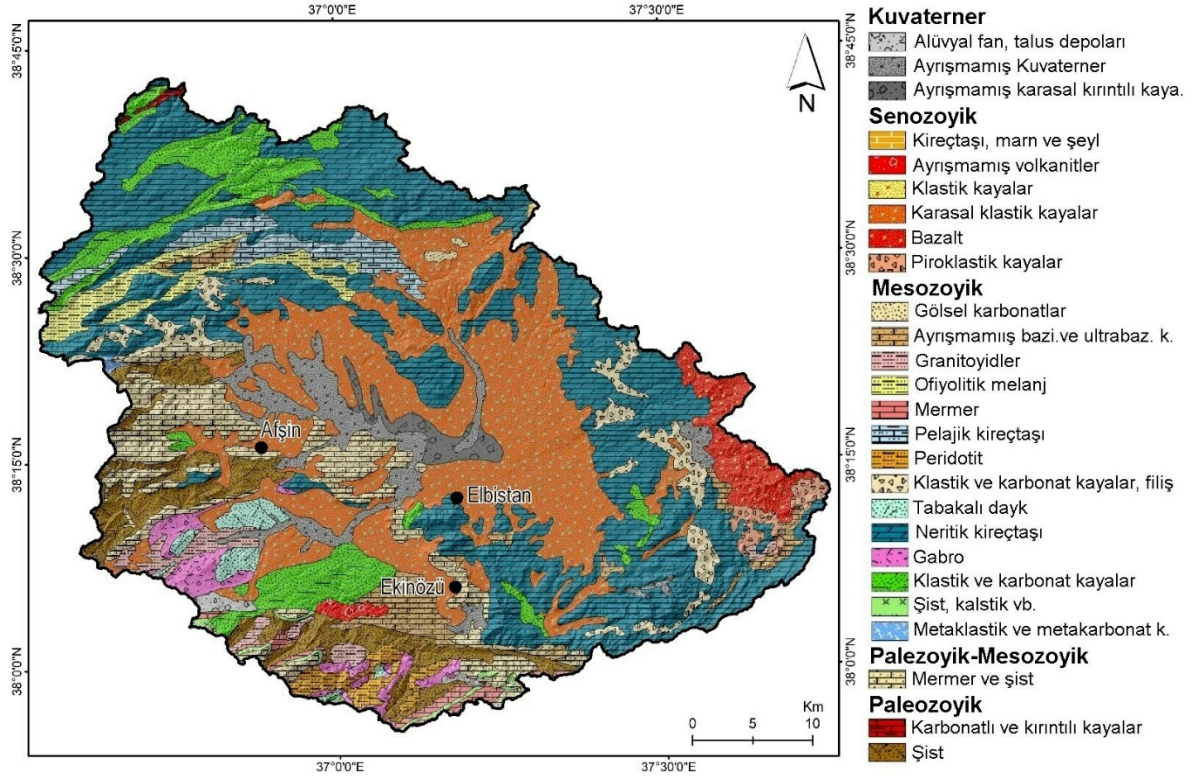 37°0'0"E
37°30'0"E
38°45'0"N
38°45'0"N
N
38°30'0"N
38°30'0"N
Afşin
38°15'0"N
38°15'0"N
Elbistan
Ekinözü
38°0'0"N
38°0'0"N
Km
0 5 10
37°0'0"E
37°30'0"E
Kuvaterner
Alüvyal fan, talus depoları
Ayrışmamış Kuvaterner
Ayrışmamış karasal kırıntılı kaya.
Senozoyik
Kireçtaşı, marn ve şeyl
Ayrışmamış volkanitler
Klastik kayalar
Karasal klastik kayalar
Bazalt
Piroklastik kayalar
Mesozoyik
Gölsel karbonatlar
Ayrışmamıış bazi.ve ultrabaz. k.
Granitoyidler
Ofiyolitik melanj
Mermer
Pelajik kireçtaşı
Peridotit
Klastik ve karbonat kayalar, filiş
Tabakalı dayk
Neritik kireçtaşı
Gabro
Klastik ve karbonat kayalar
Şist, kalstik vb.
Metaklastik ve metakarbonat k.
Palezoyik-Mesozoyik
Mermer ve şist
Paleozoyik
Karbonatlı ve kırıntılı kayalar
Şist